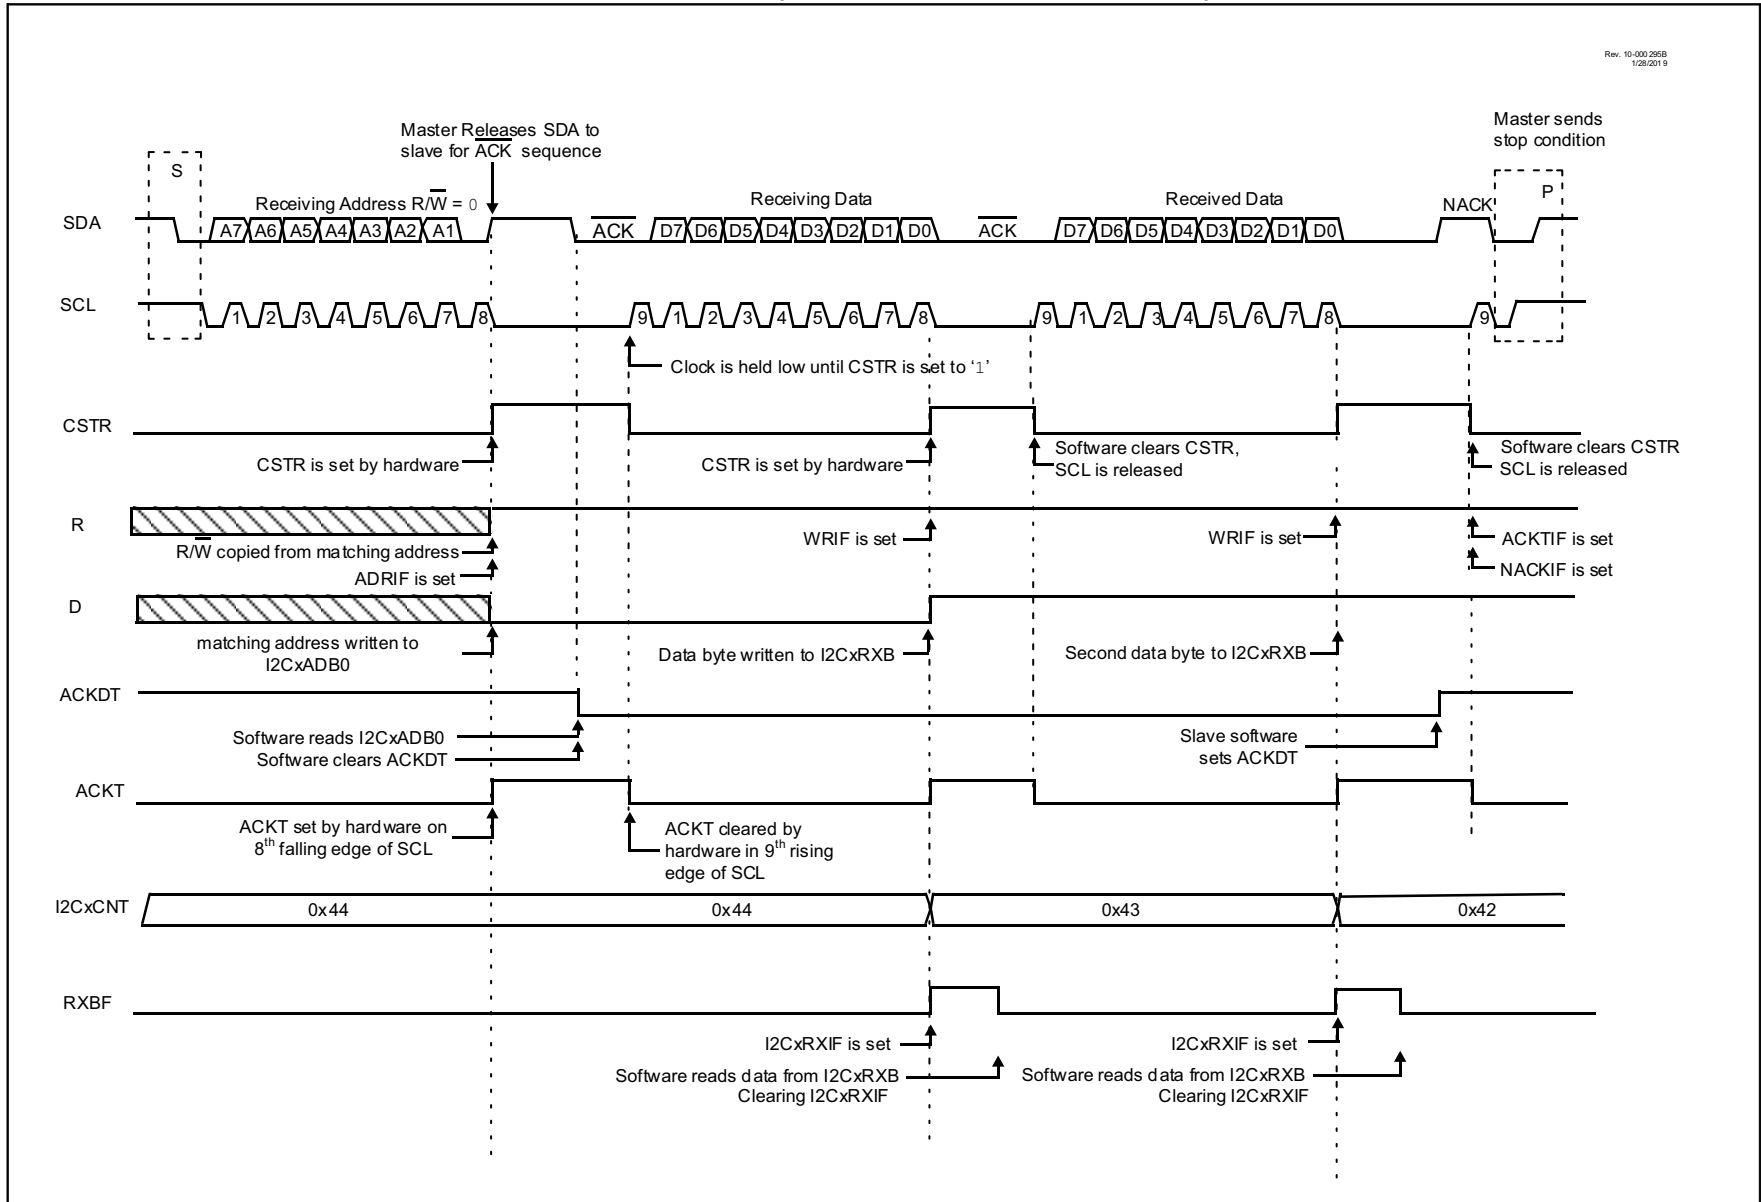 Rev. 10-000 295B
1/28/201 9
Master Releases SDA to
slave for ACK sequence
Master sends
stop condition
S
P
Receiving Address R/W = 0
Receiving Data
Received Data
NACK
SDA
A7 A6 A5 A4 A3 A2 A1
ACK
D7 D6 D5 D4 D3 D2 D1 D0
ACK
D7 D6 D5 D4 D3 D2 D1 D0
SCL
1 2 3 4 5 6 7 8
9 1 2 3 4 5 6 7 8
9 1 2 3 4 5 6 7 8
9
Clock is held low until CSTR is set to ‘1’
CSTR
CSTR is set by hardware
CSTR is set by hardware
Software clears CSTR,
SCL is released
Software clears CSTR
SCL is released
R
R/W copied from matching address
ADRIF is set
WRIF is set
WRIF is set
ACKTIF is set
NACKIF is set
D
matching address written to
I2CxADB0
Data byte written to I2CxRXB
Second data byte to I2CxRXB
ACKDT
Software reads I2CxADB0
Software clears ACKDT
Slave software
sets ACKDT
ACKT
ACKT set by hardware on
8th falling edge of SCL
ACKT cleared by
hardware in 9th rising
edge of SCL
I2CxCNT
0x44
0x44
0x43
0x42
RXBF
I2CxRXIF is set
Software reads data from I2CxRXB
Clearing I2CxRXIF
I2CxRXIF is set
Software reads data from I2CxRXB
Clearing I2CxRXIF